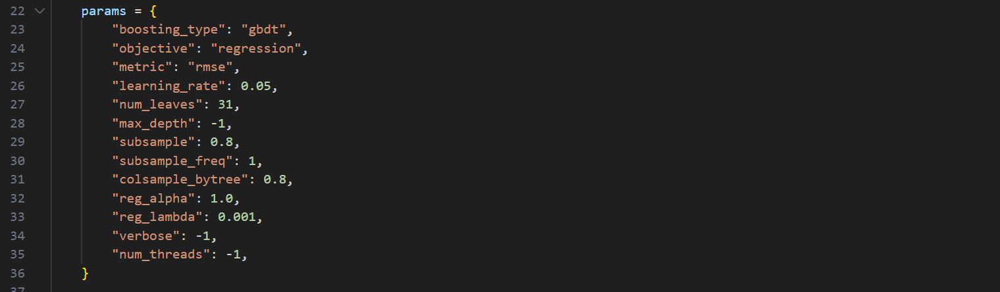 22 params = {
23 "boosting_type": "gbdt",
24 "objective": "regression",
25 "metric": "rmse",
26 "learning_rate": 0.05,
27 "num_leaves": 31,
28 "max_depth": -1,
29 "subsample": 0.8,
30 "subsample_freq": 1,
31 "colsample_bytree": 0.8,
32 "reg_alpha": 1.0,
33 "reg_lambda": 0.001,
34 "verbose": -1,
35 "num_threads": -1,
36 }
37